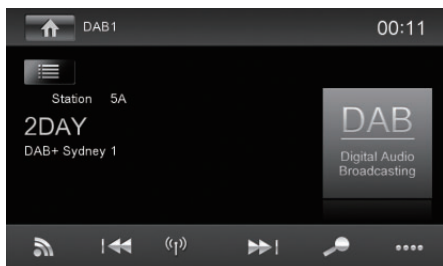 DAB1
00:11
Station 5A
2DAY
DAB+ Sydney 1
DAB
Digital Audio
Broadcasting